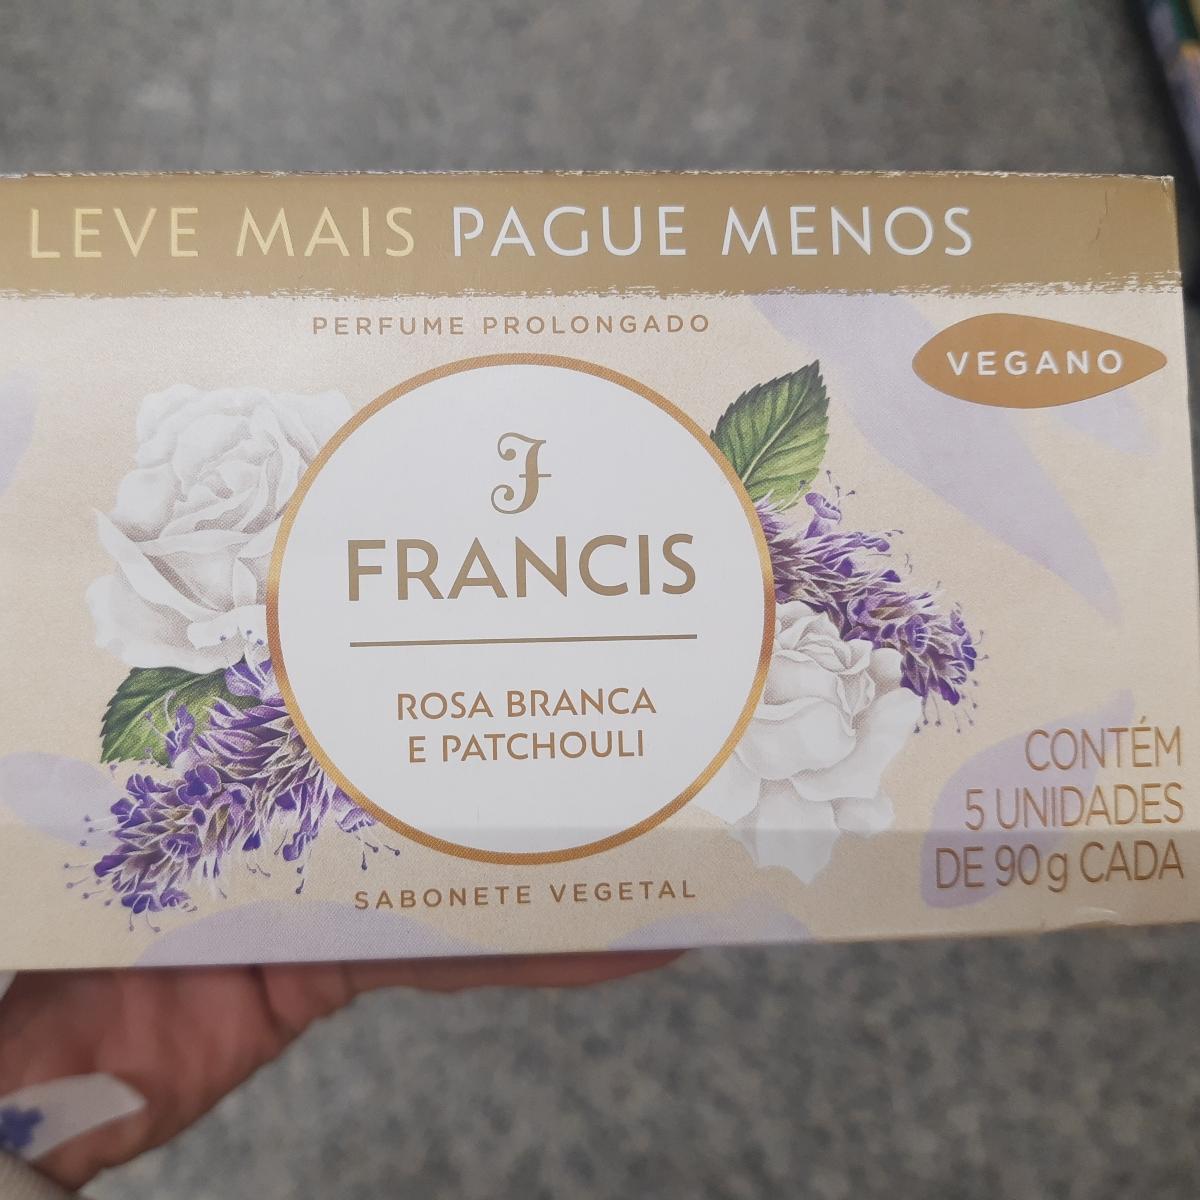 LEVE MAIS PAGUE MENOS
PERFUME PROLONGADO
VEGANO
F
FRANCIS
ROSA BRANCA
E PATCHOULI
CONTÉM
5 UNIDADES
DE 90g CADA
SABONETE VEGETAL